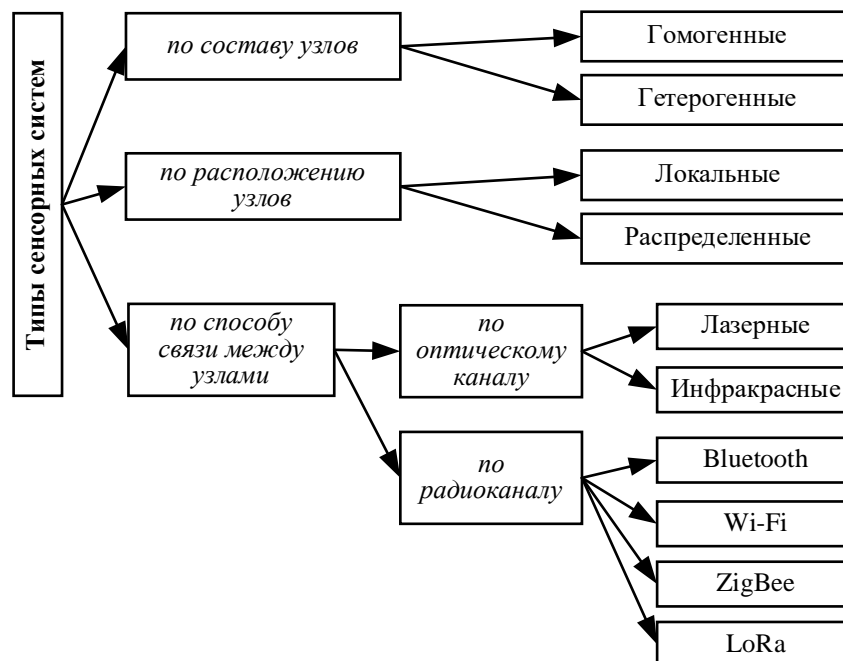 Типы сенсорных систем
по составу узлов
Гомогенные
Гетерогенные
по расположению
узлов
Локальные
Распределенные
по способу
связи между
узлами
по
оптическому
каналу
Лазерные
Инфракрасные
по
радиоканалу
Bluetooth
Wi-Fi
ZigBee
LoRa